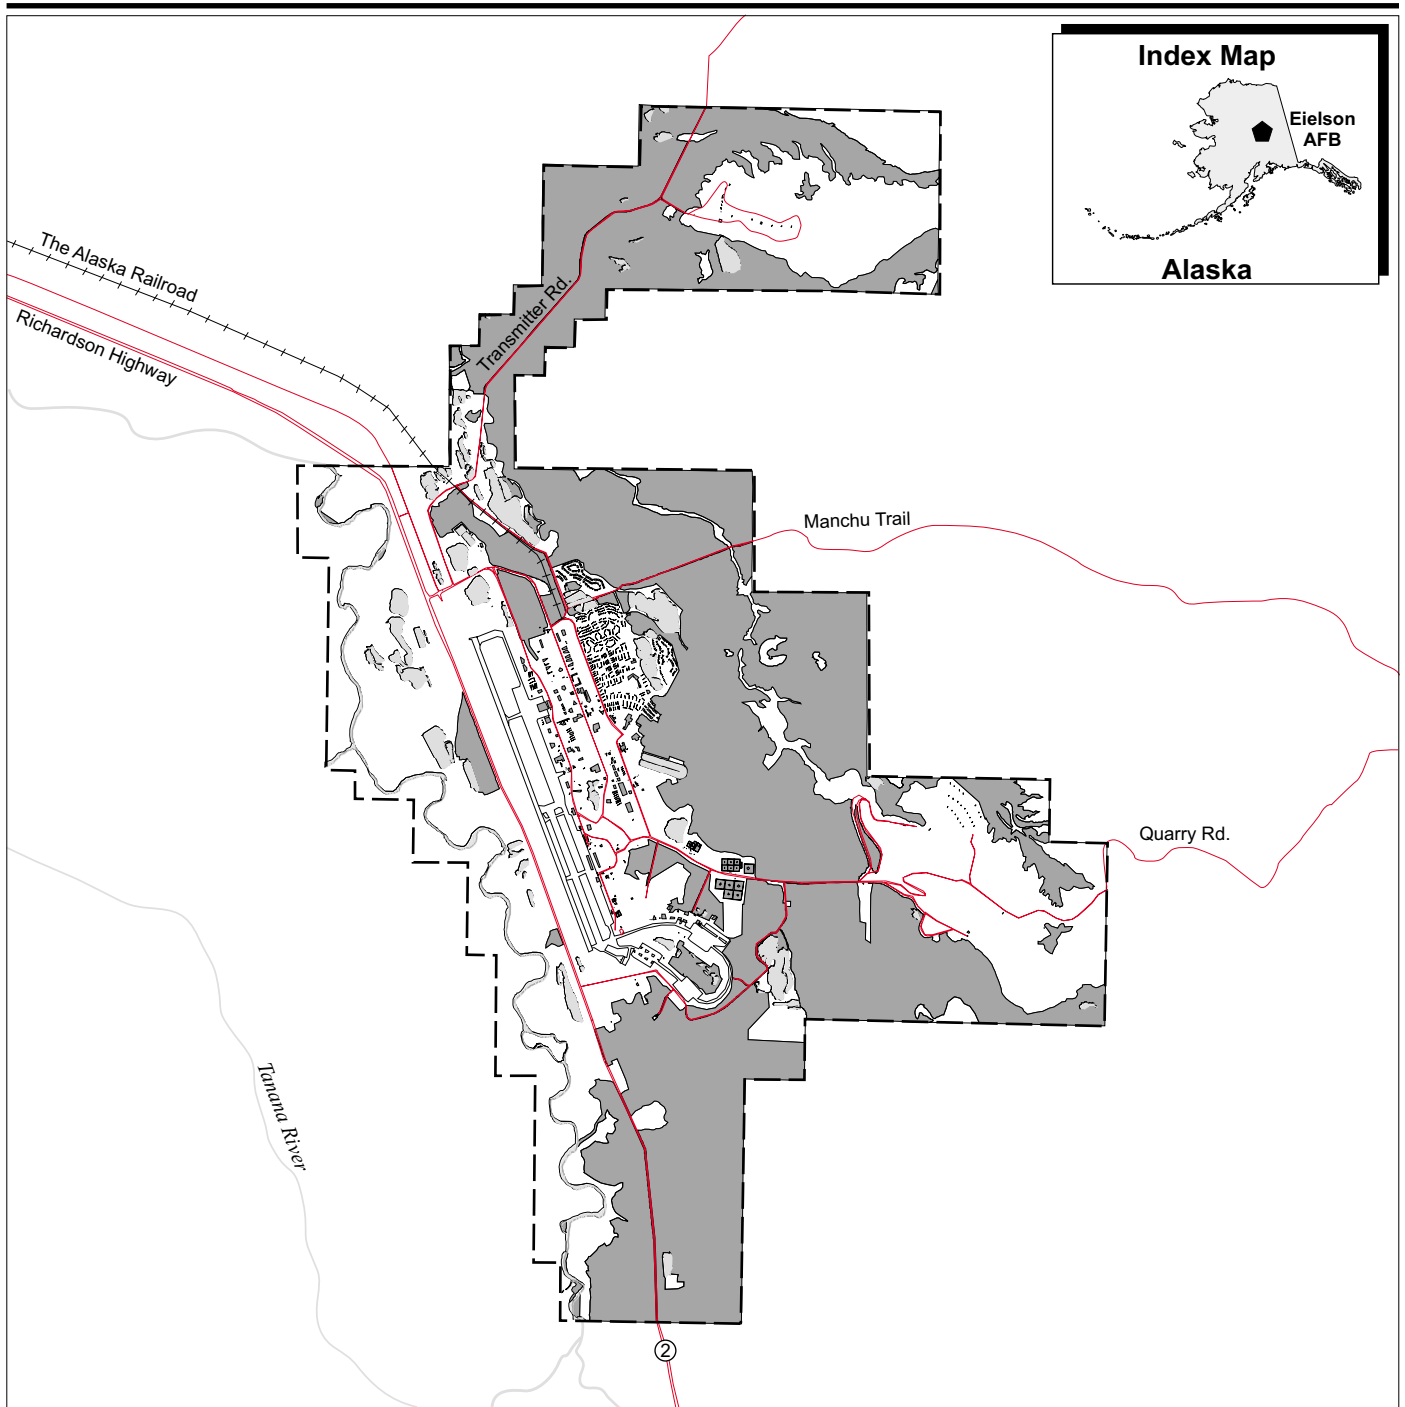 Index Map
Eielson
AFB
Alaska
The Alaska Railroad
Richardson Highway
Transmitter Rd.
Manchu Trail
Quarry Rd.
Tanana River
2